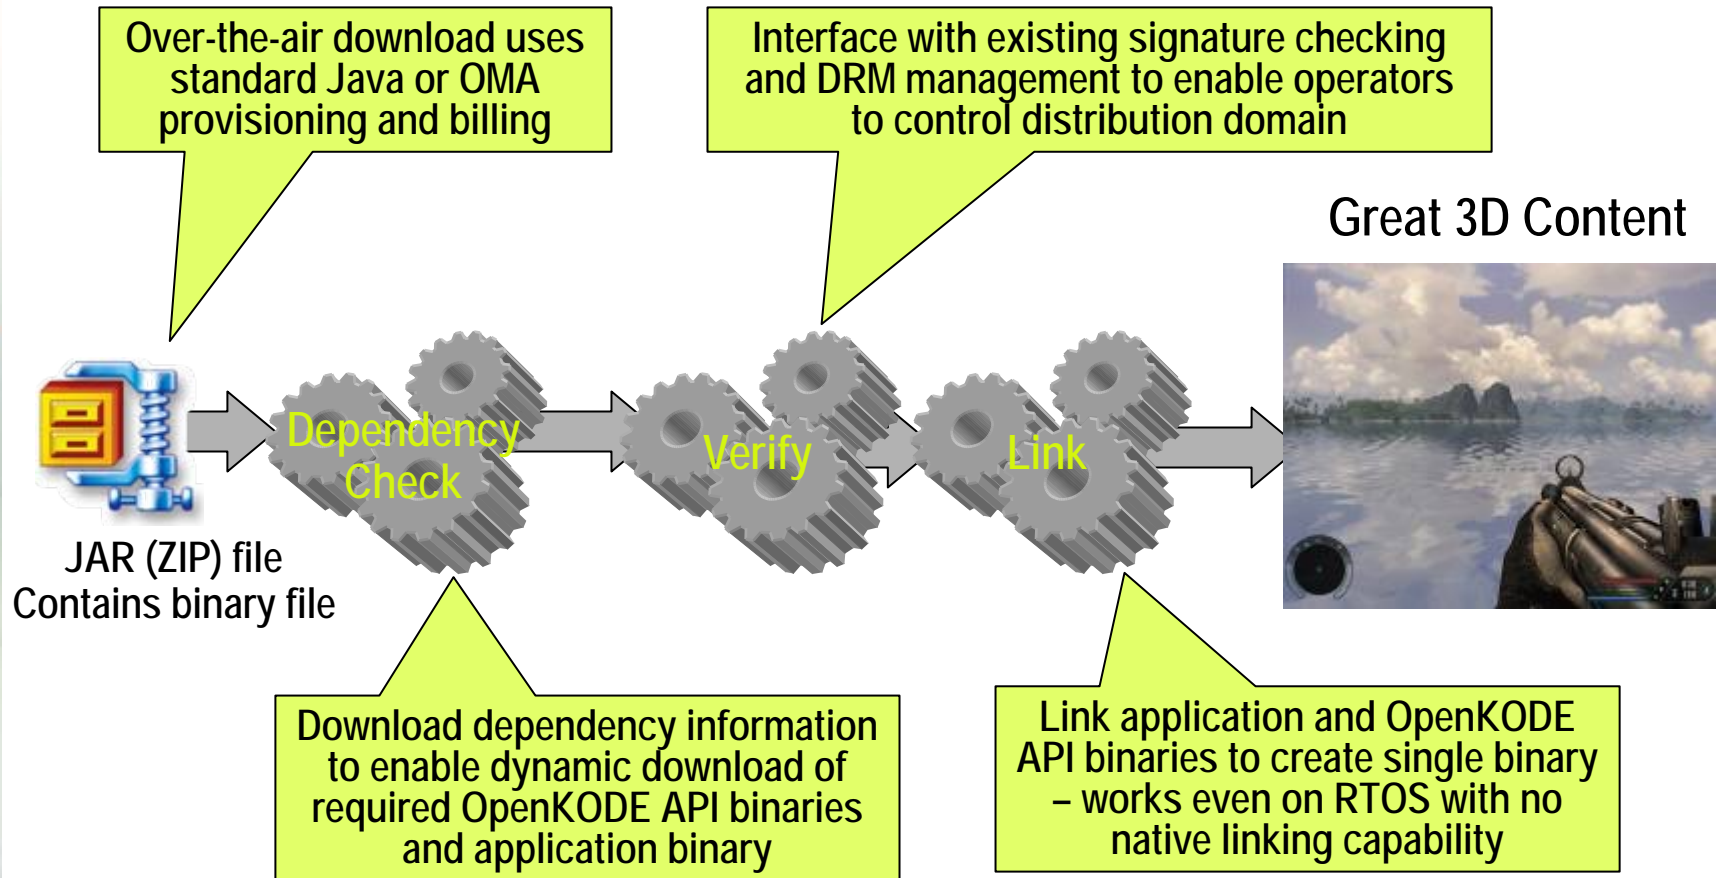 Over-the-air download uses
standard Java or OMA
provisioning and billing
Interface with existing signature checking
and DRM management to enable operators
to control distribution domain
Great 3D Content
Dependency
Check
Verify
Link
JAR (ZIP) file
Contains binary file
Download dependency information
to enable dynamic download of
required OpenKODE API binaries
and application binary
Link application and OpenKODE
API binaries to create single binary
– works even on RTOS with no
native linking capability